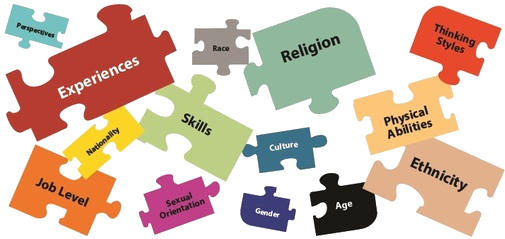 Perspectives
Experiences
Race
Religion
Thinking
Styles
Nationality
Skills
Culture
Physical
Abilities
Job Level
Sexual
Orientation
Gender
Age
Ethnicity